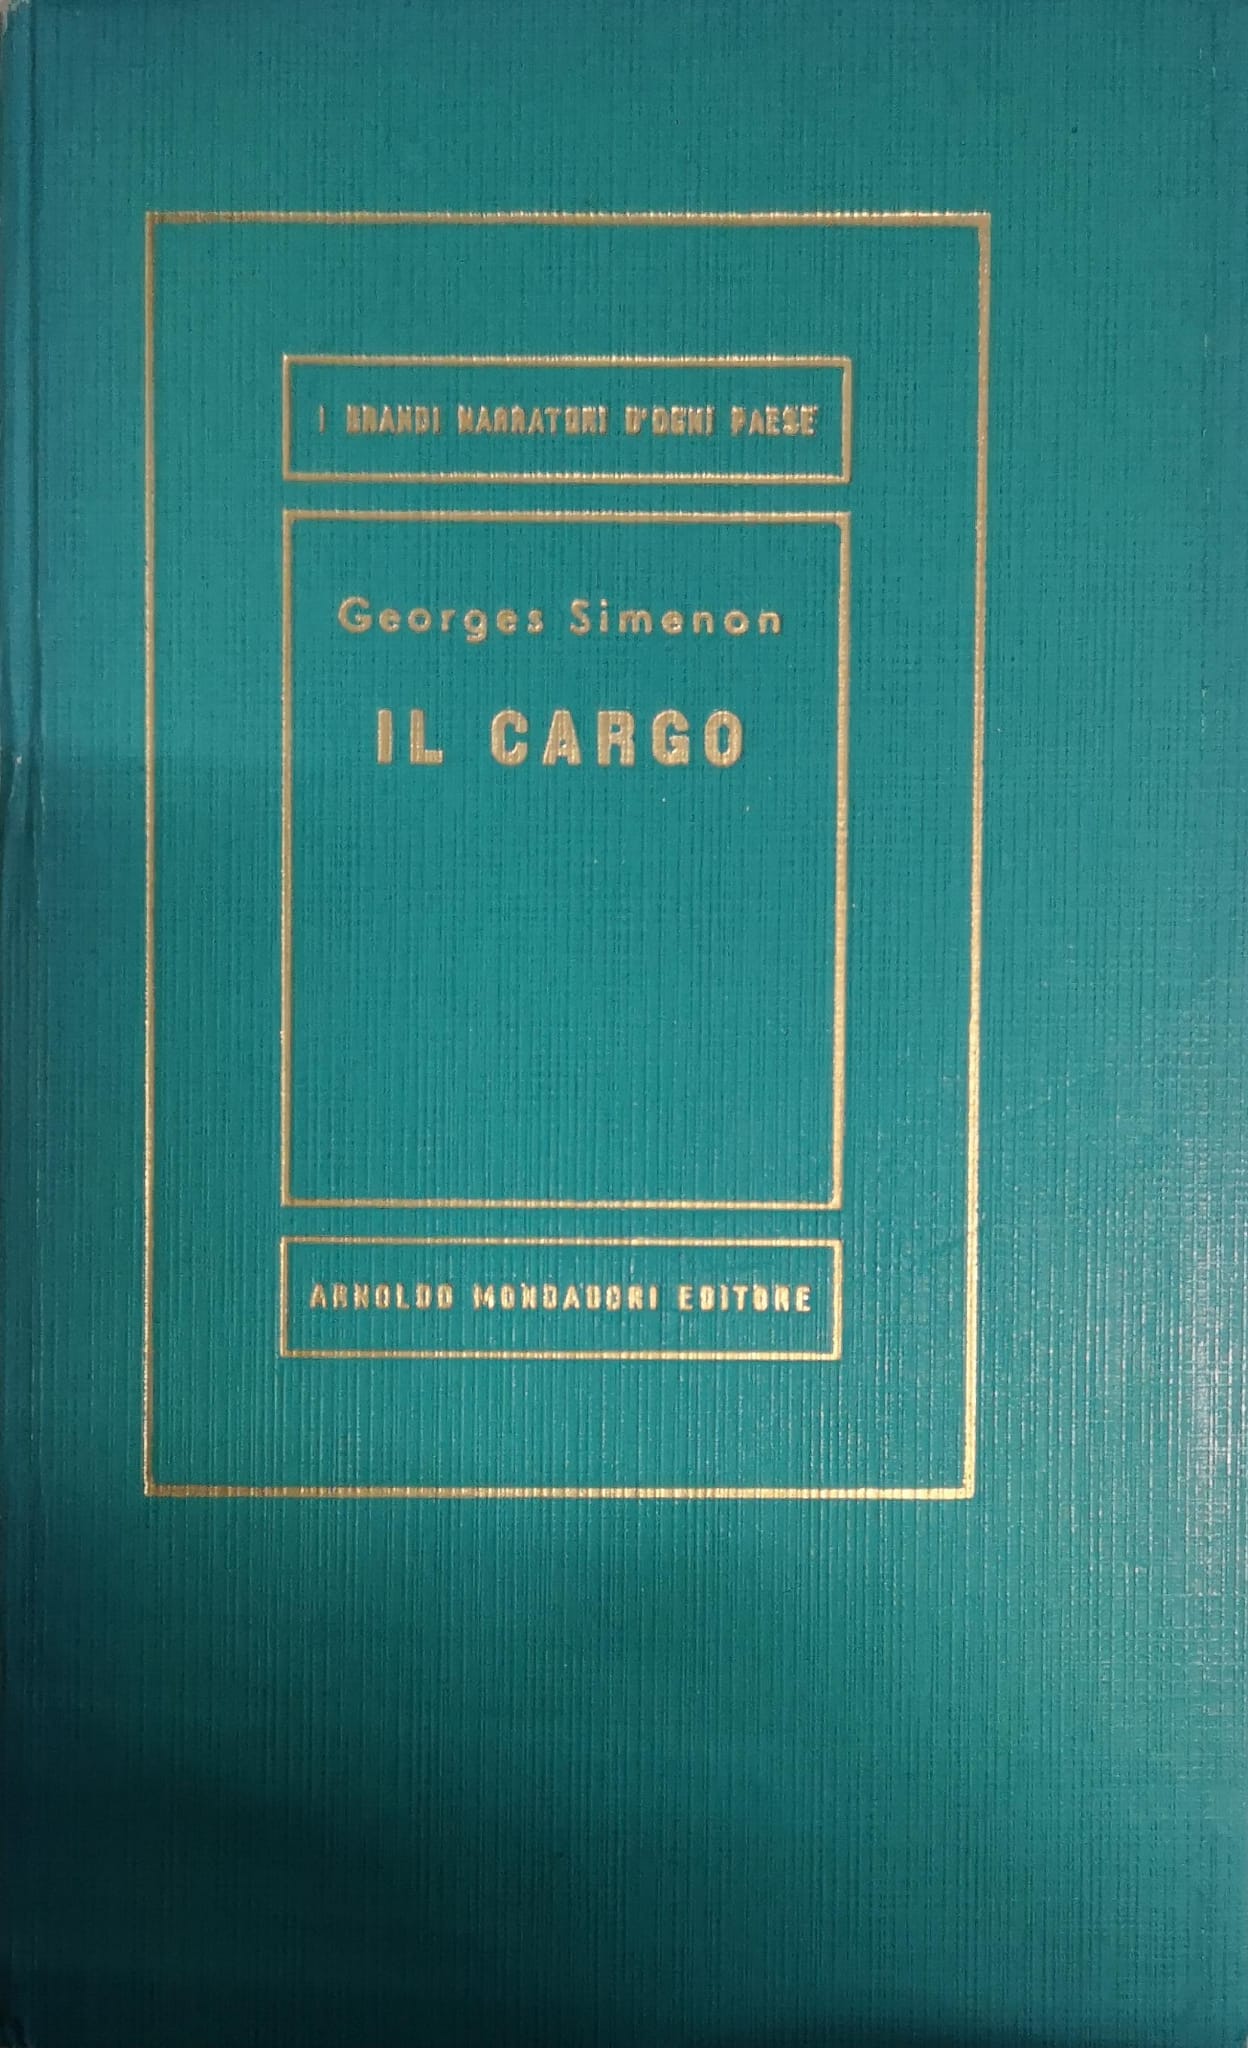 I GRANDI NARRATORI D'OGNI PAESE
Georges Simenon
IL CARGO
ARNOLDO MONDADORI EDITORE